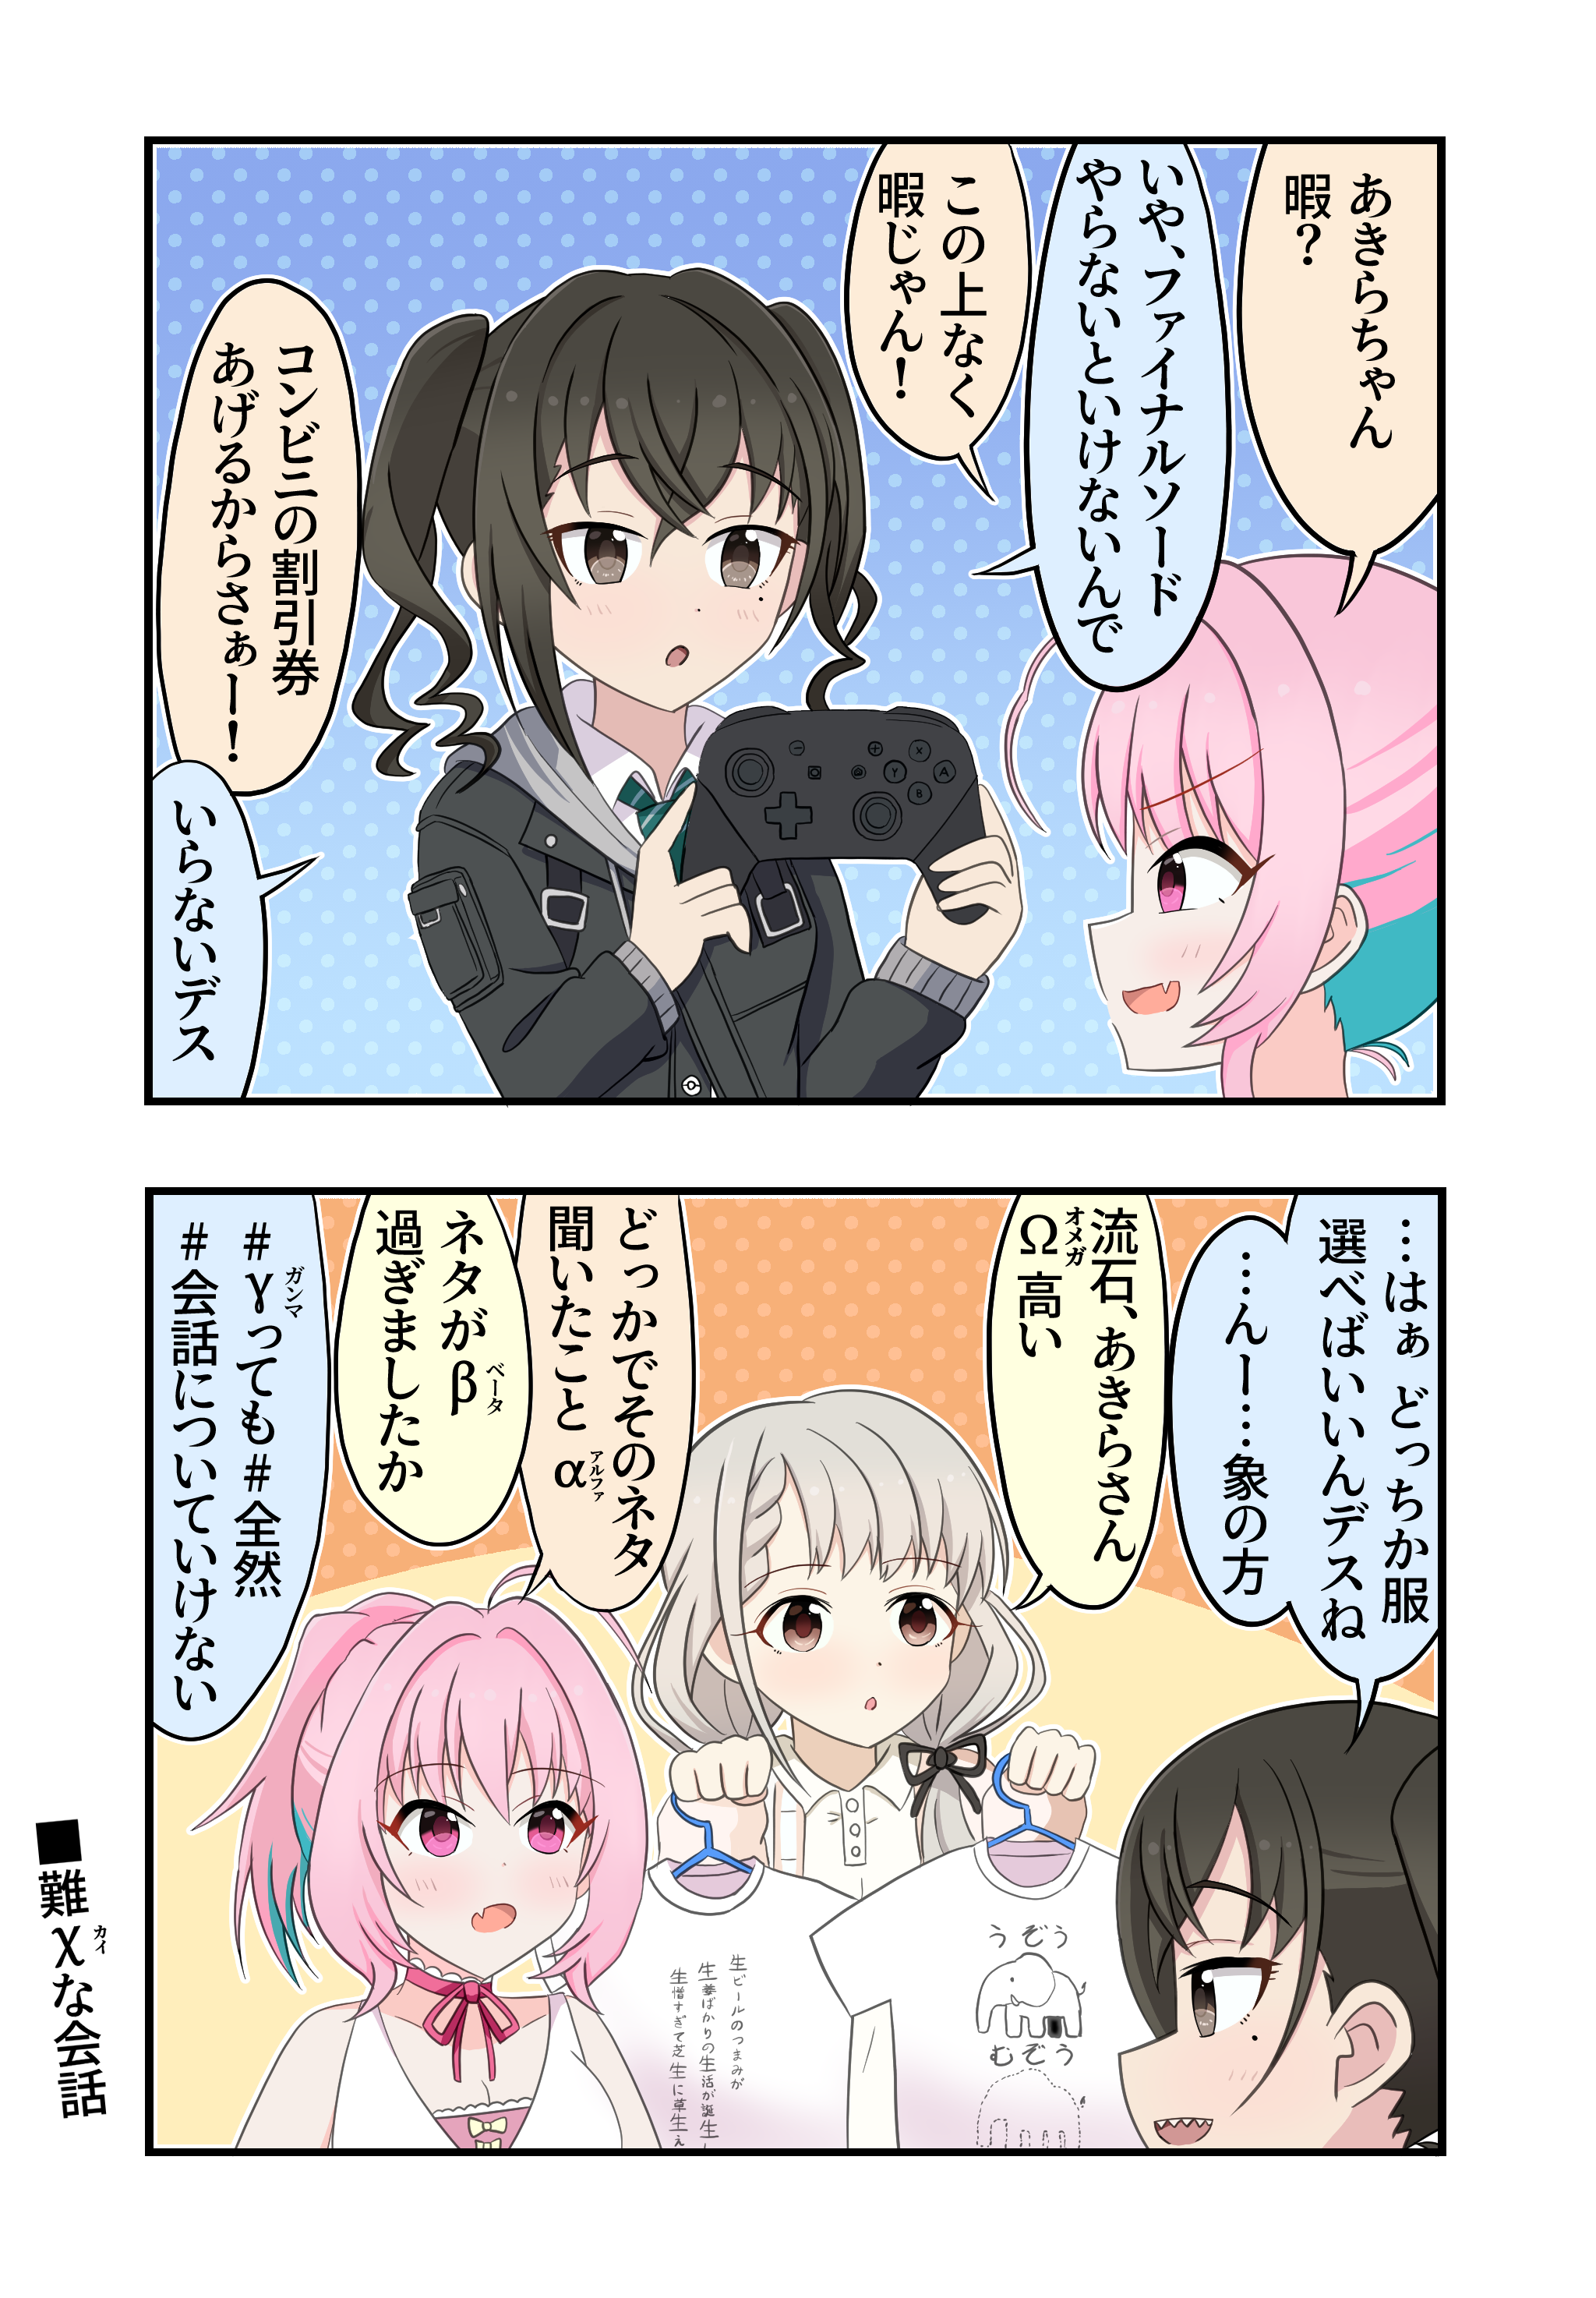 あきらちゃん
暇?
いや、ファイナルソード
やらないといけないんで
この上なく
暇じゃん!
コンビニの割引券
あげるからさぁー!
いらないデス
…はぁ どっちか服
選べばいいんデスね
…んー…象の方
流石、あきらさん
Ω高い
オメガ
どっかでそのネタ
聞いたことα
アルファ
ネタがβ
ベータ
過ぎましたか
#γっても#全然
ガンマ
#会話についていけない
うぞう
むぞう
生ビールのつまみが
生姜ばかりの生活が誕生し
生憎すぎて芝生に草生え
■難χな会話
カイ
－
+
X
Y
A
B